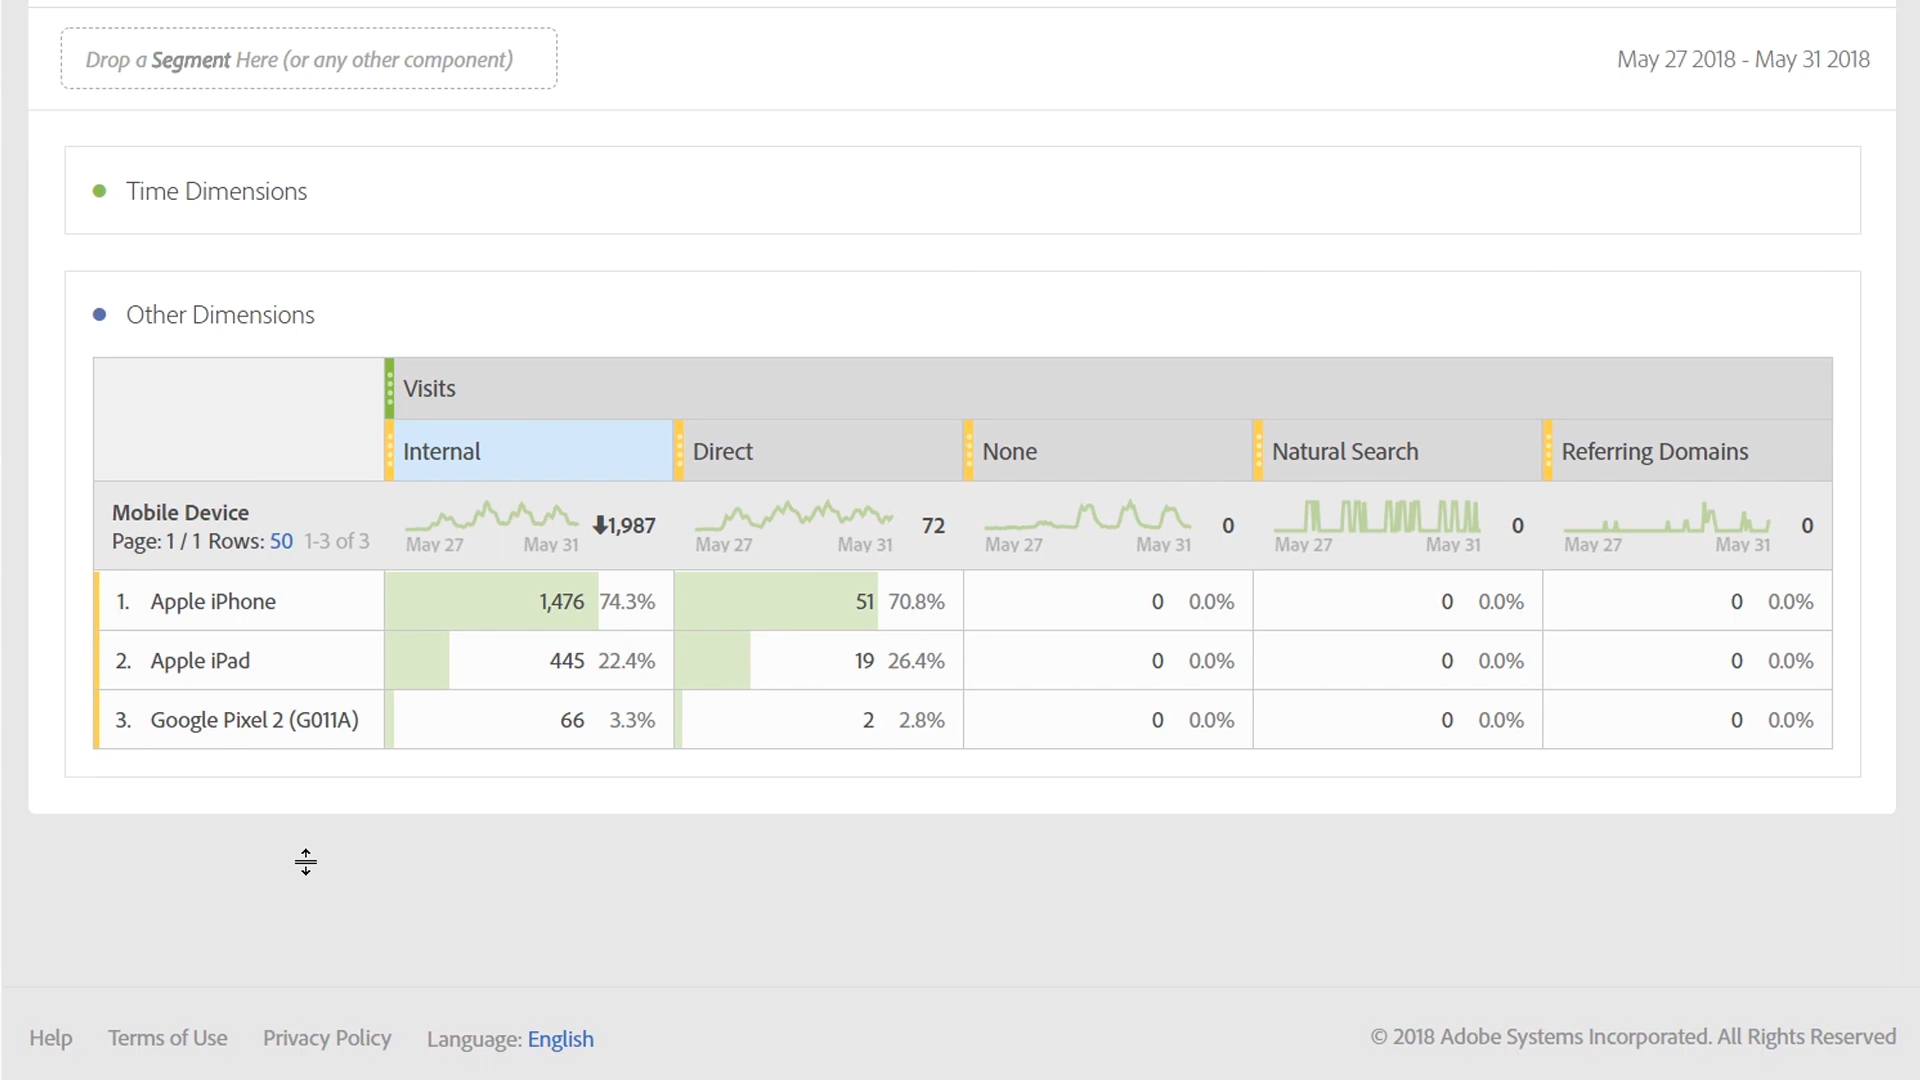 Drop a Segment Here (or any other component)
May 27 2018 - May 31 2018
Time Dimensions
Other Dimensions
Visits
Internal Direct None Natural Search Referring Domains
Mobile Device
Page: 1 / 1 Rows: 50 1-3 of 3
May 27 May 31 1,987
May 27 May 31 72
May 27 May 31 0
May 27 May 31 0
May 27 May 31 0
1. Apple iPhone 1,476 74.3% 51 70.8% 0 0.0% 0 0.0% 0 0.0%
2. Apple iPad 445 22.4% 19 26.4% 0 0.0% 0 0.0% 0 0.0%
3. Google Pixel 2 (G011A) 66 3.3% 2 2.8% 0 0.0% 0 0.0% 0 0.0%
Help Terms of Use Privacy Policy Language: English
© 2018 Adobe Systems Incorporated. All Rights Reserved